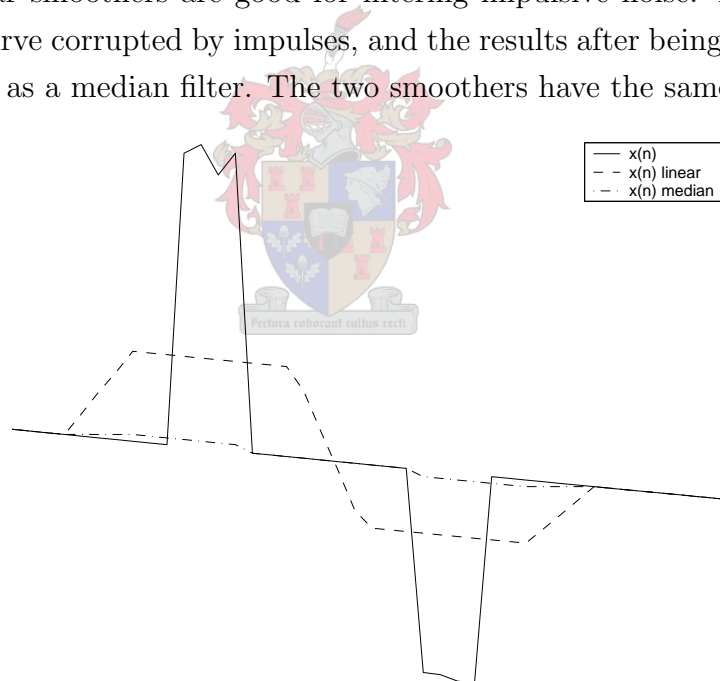 ar smoothers are good for filtering impulsive noise.
rve corrupted by impulses, and the results after being
as a median filter. The two smoothers have the same
x(n)
x(n) linear
x(n) median
Pectora roborant cultus recti